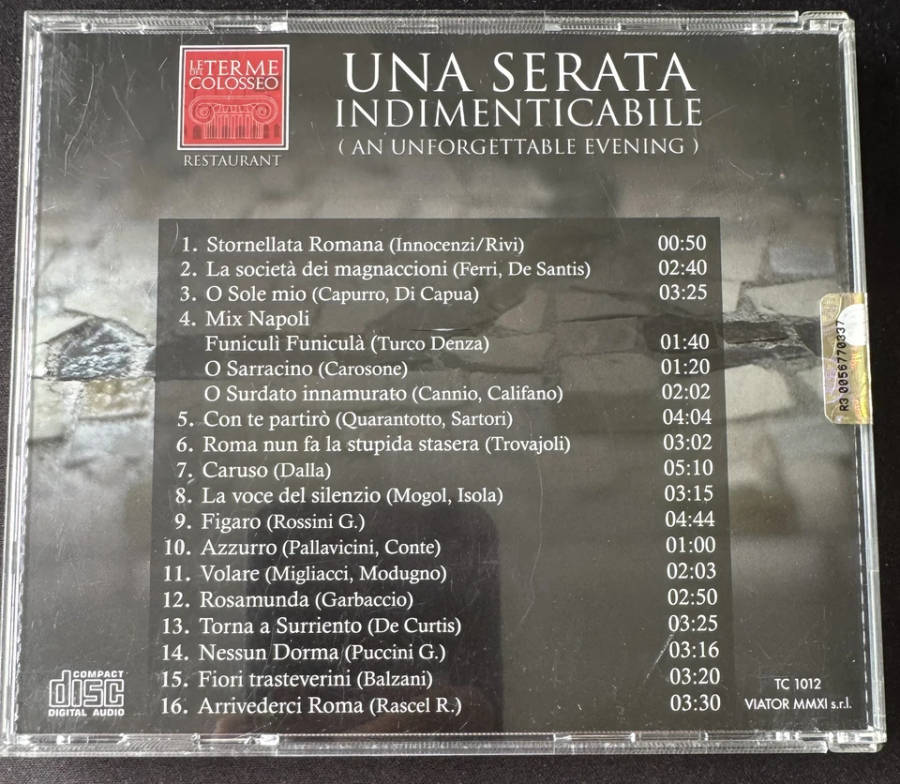 LE TERME
DEL COLOSSEO
RESTAURANT
UNA SERATA
INDIMENTICABILE
( AN UNFORGETTABLE EVENING )
1. Stornellata Romana (Innocenzi/Rivi) 00:50
2. La società dei magnaccioni (Ferri, De Santis) 02:40
3. O Sole mio (Capurro, Di Capua) 03:25
4. Mix Napoli
Funiculì Funiculà (Turco Denza) 01:40
O Sarracino (Carosone) 01:20
O Surdato innamurato (Cannio, Califano) 02:02
5. Con te partirò (Quarantotto, Sartori) 04:04
6. Roma nun fa la stupida stasera (Trovajoli) 03:02
7. Caruso (Dalla) 05:10
8. La voce del silenzio (Mogol, Isola) 03:15
9. Figaro (Rossini G.) 04:44
10. Azzurro (Pallavicini, Conte) 01:00
11. Volare (Migliacci, Modugno) 02:03
12. Rosamunda (Garbaccio) 02:50
13. Torna a Surriento (De Curtis) 03:25
14. Nessun Dorma (Puccini G.) 03:16
15. Fiori trasteverini (Balzani) 03:20
16. Arrivederci Roma (Rascel R.) 03:30
R3 0056770337
COMPACT
disc
DIGITAL AUDIO
TC 1012
VIATOR MMXI s.r.l.